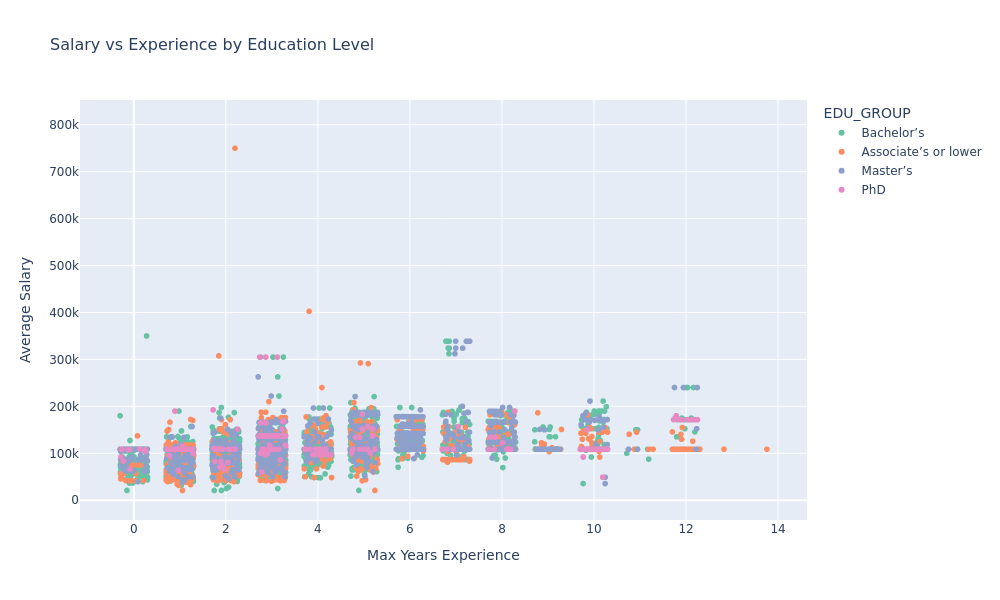 Salary vs Experience by Education Level
EDU_GROUP
Bachelor’s
Associate’s or lower
Master’s
PhD
Average Salary
800k
700k
600k
500k
400k
300k
200k
100k
0
0 2 4 6 8 10 12 14
Max Years Experience